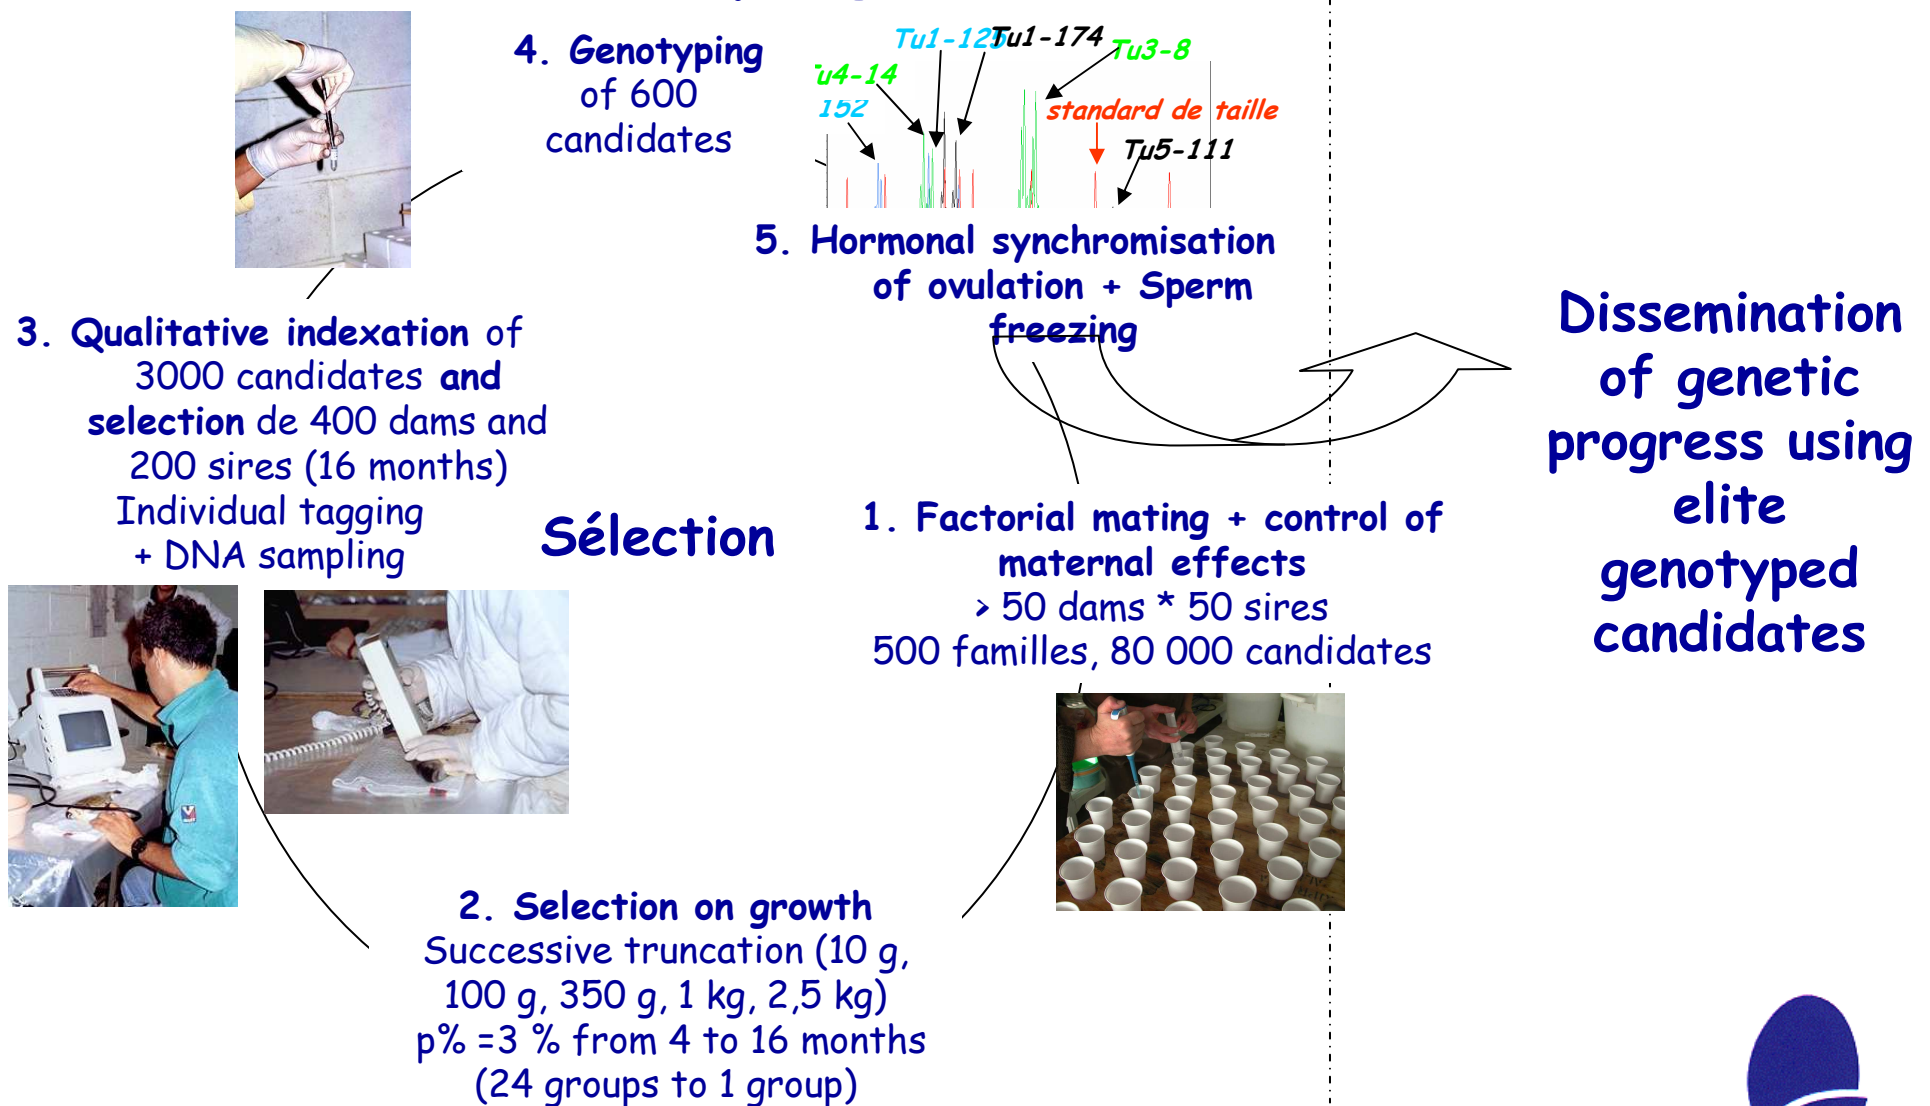 4. Genotyping
of 600
candidates
Tu1-125
Tu1-174
Tu3-8
Tu4-14
152
standard de taille
Tu5-111
5. Hormonal synchromisation
of ovulation + Sperm
freezing
3. Qualitative indexation of
3000 candidates and
selection de 400 dams and
200 sires (16 months)
Individual tagging
+ DNA sampling
Sélection
1. Factorial mating + control of
maternal effects
> 50 dams * 50 sires
500 familles, 80 000 candidates
2. Selection on growth
Successive truncation (10 g,
100 g, 350 g, 1 kg, 2,5 kg)
p% =3 % from 4 to 16 months
(24 groups to 1 group)
Dissemination
of genetic
progress using
elite
genotyped
candidates